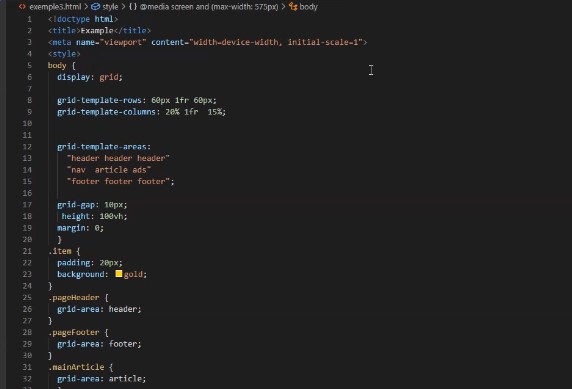 exemple3.html > style > {} @media screen and (max-width: 575px) > body
1 <!doctype html>
2 <title>Example</title>
3 <meta name="viewport" content="width=device-width, initial-scale=1">
4 <style>
5 body {
6 display: grid;
7
8 grid-template-rows: 60px 1fr 60px;
9 grid-template-columns: 20% 1fr 15%;
10
11
12 grid-template-areas:
13 "header header header"
14 "nav article ads"
15 "footer footer footer";
16
17 grid-gap: 10px;
18 height: 100vh;
19 margin: 0;
20 }
21 .item {
22 padding: 20px;
23 background: gold;
24 }
25 .pageHeader {
26 grid-area: header;
27 }
28 .pageFooter {
29 grid-area: footer;
30 }
31 .mainArticle {
32 grid-area: article;